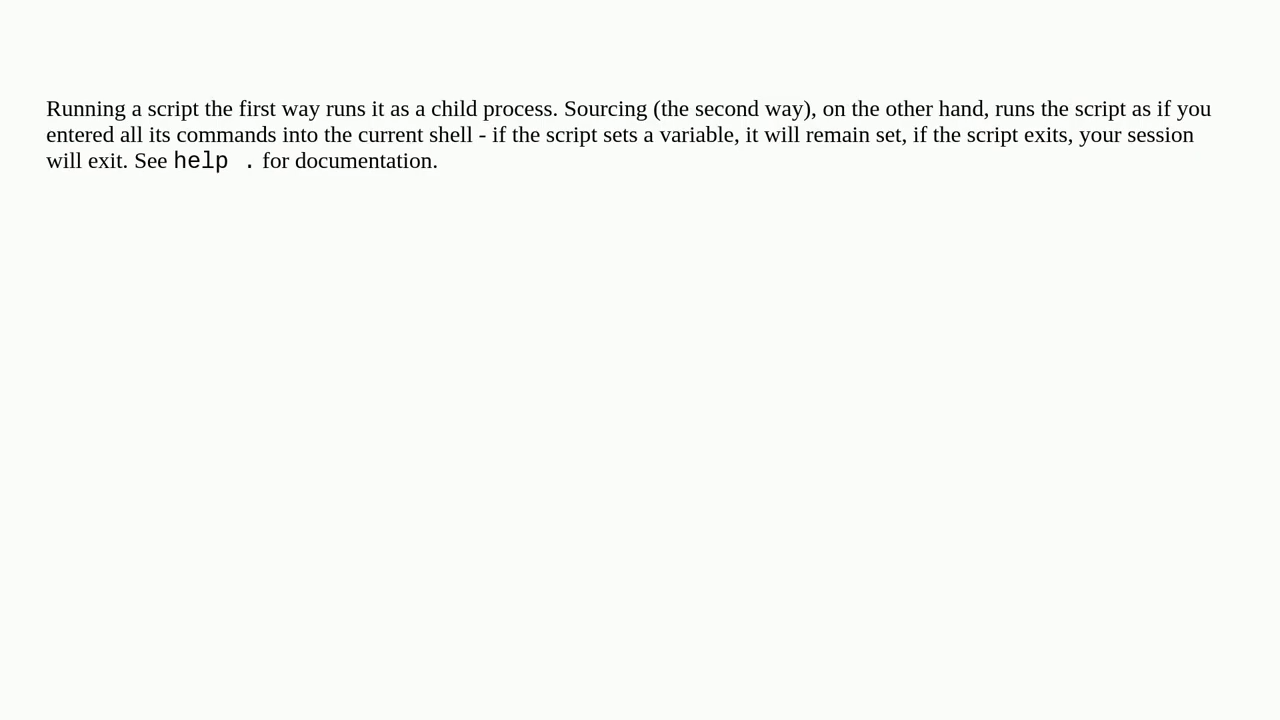 Running a script the first way runs it as a child process. Sourcing (the second way), on the other hand, runs the script as if you
entered all its commands into the current shell - if the script sets a variable, it will remain set, if the script exits, your session
will exit. See help . for documentation.